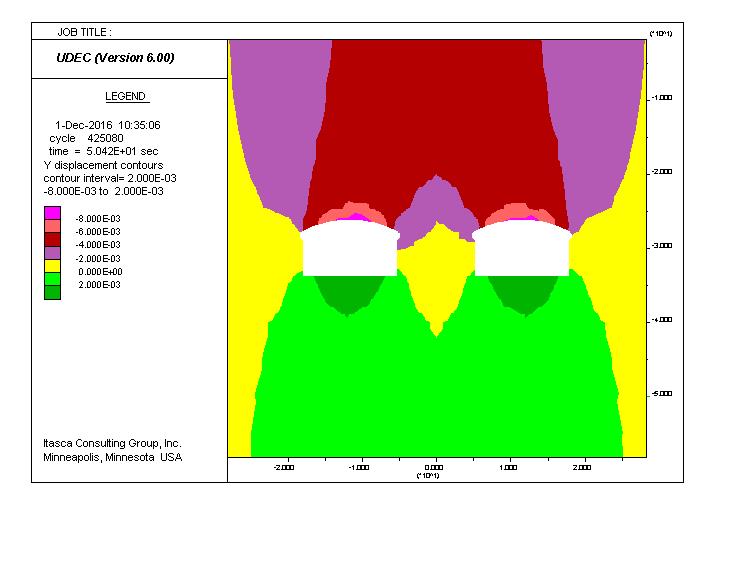 JOB TITLE :
UDEC (Version 6.00)
LEGEND
1-Dec-2016 10:35:06
cycle 425080
time = 5.042E+01 sec
Y displacement contours
contour interval= 2.000E-03
-8.000E-03 to 2.000E-03
-8.000E-03
-6.000E-03
-4.000E-03
-2.000E-03
0.000E+00
2.000E-03
Itasca Consulting Group, Inc.
Minneapolis, Minnesota USA
(*10^1)
-1.000
-2.000
-3.000
-4.000
-5.000
-2.000 -1.000 0.000 1.000 2.000
(*10^1)